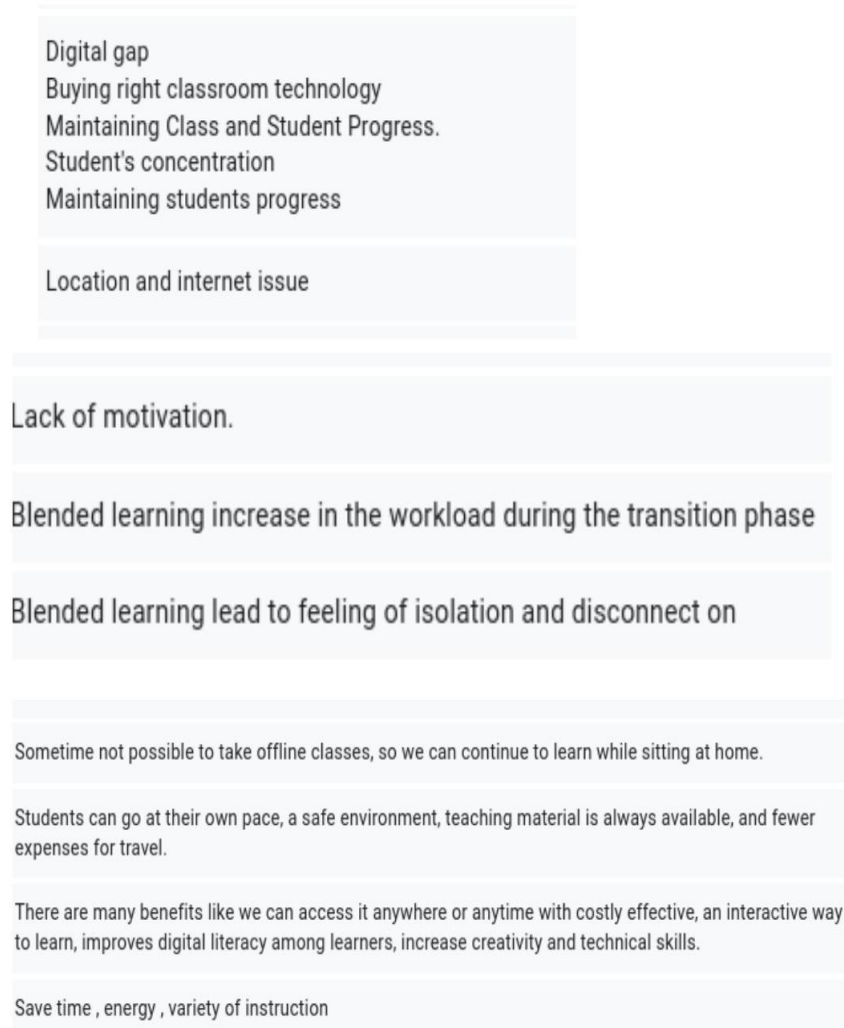 Digital gap
Buying right classroom technology
Maintaining Class and Student Progress.
Student's concentration
Maintaining students progress
Location and internet issue
Lack of motivation.
Blended learning increase in the workload during the transition phase
Blended learning lead to feeling of isolation and disconnect on
Sometime not possible to take offline classes, so we can continue to learn while sitting at home.
Students can go at their own pace, a safe environment, teaching material is always available, and fewer
expenses for travel.
There are many benefits like we can access it anywhere or anytime with costly effective, an interactive way
to learn, improves digital literacy among learners, increase creativity and technical skills.
Save time , energy , variety of instruction